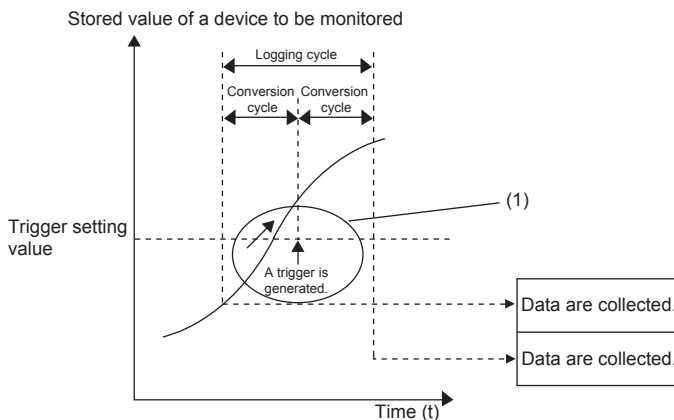 Stored value of a device to be monitored
Logging cycle
Conversion Conversion
cycle cycle
(1)
Trigger setting
value
A trigger is
generated.
Data are collected.
Data are collected.
Time (t)